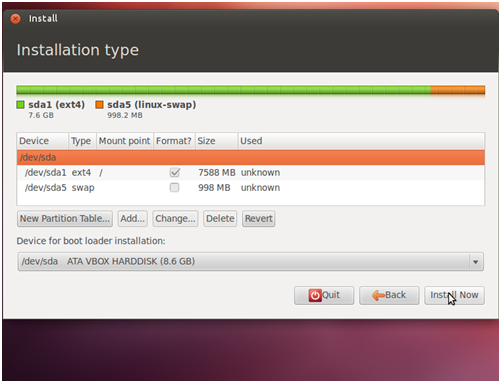 Install
Installation type
sda1 (ext4) sda5 (linux-swap)
7.6 GB 998.2 MB
Device Type Mount point Format? Size Used
/dev/sda
/dev/sda1 ext4 / 7588 MB unknown
/dev/sda5 swap 998 MB unknown
New Partition Table... Add... Change... Delete Revert
Device for boot loader installation:
/dev/sda ATA VBOX HARDDISK (8.6 GB)
Quit Back Install Now